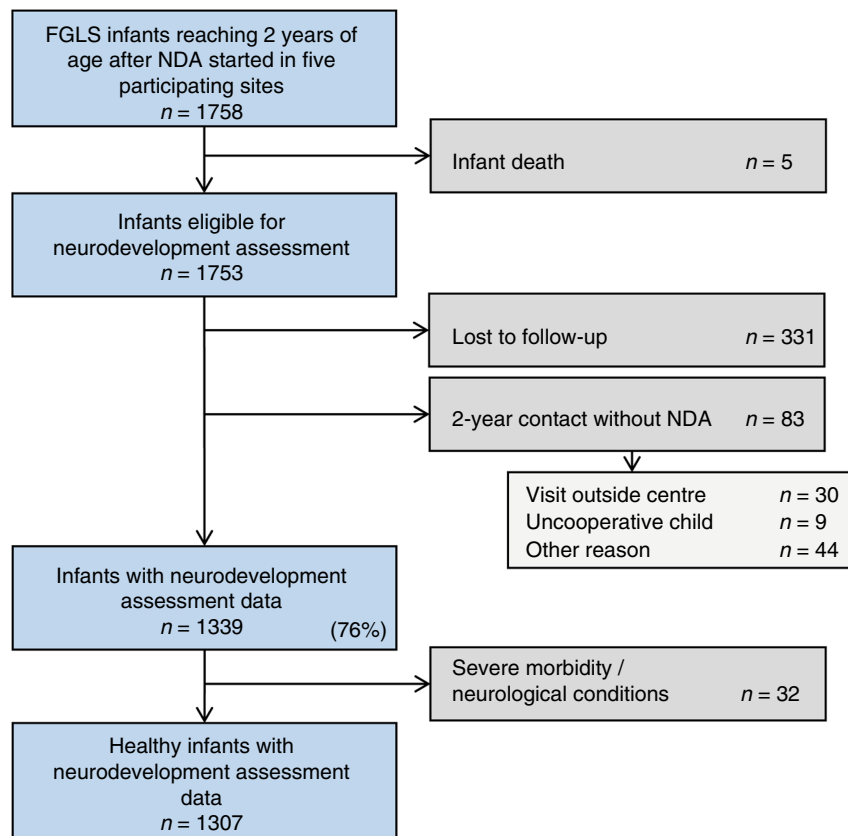 FGLS infants reaching 2 years of
age after NDA started in five
participating sites
n = 1758
Infant death n = 5
Infants eligible for
neurodevelopment assessment
n = 1753
Lost to follow-up n = 331
2-year contact without NDA n = 83
Visit outside centre n = 30
Uncooperative child n = 9
Other reason n = 44
Infants with neurodevelopment
assessment data
n = 1339 (76%)
Severe morbidity /
neurological conditions n = 32
Healthy infants with
neurodevelopment assessment
data
n = 1307